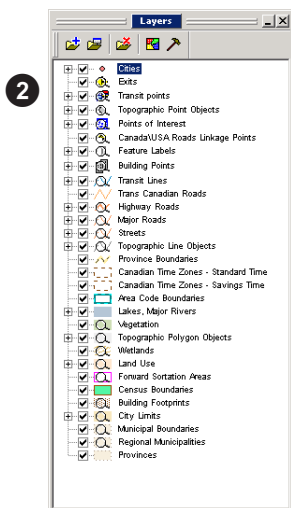 Layers
2
Cities
Exits
Transit points
Topographic Point Objects
Points of Interest
Canada\USA Roads Linkage Points
Feature Labels
Building Points
Transit Lines
Trans Canadian Roads
Highway Roads
Major Roads
Streets
Topographic Line Objects
Province Boundaries
Canadian Time Zones - Standard Time
Canadian Time Zones - Savings Time
Area Code Boundaries
Lakes, Major Rivers
Vegetation
Topographic Polygon Objects
Wetlands
Land Use
Forward Sortation Areas
Census Boundaries
Building Footprints
City Limits
Municipal Boundaries
Regional Municipalities
Provinces